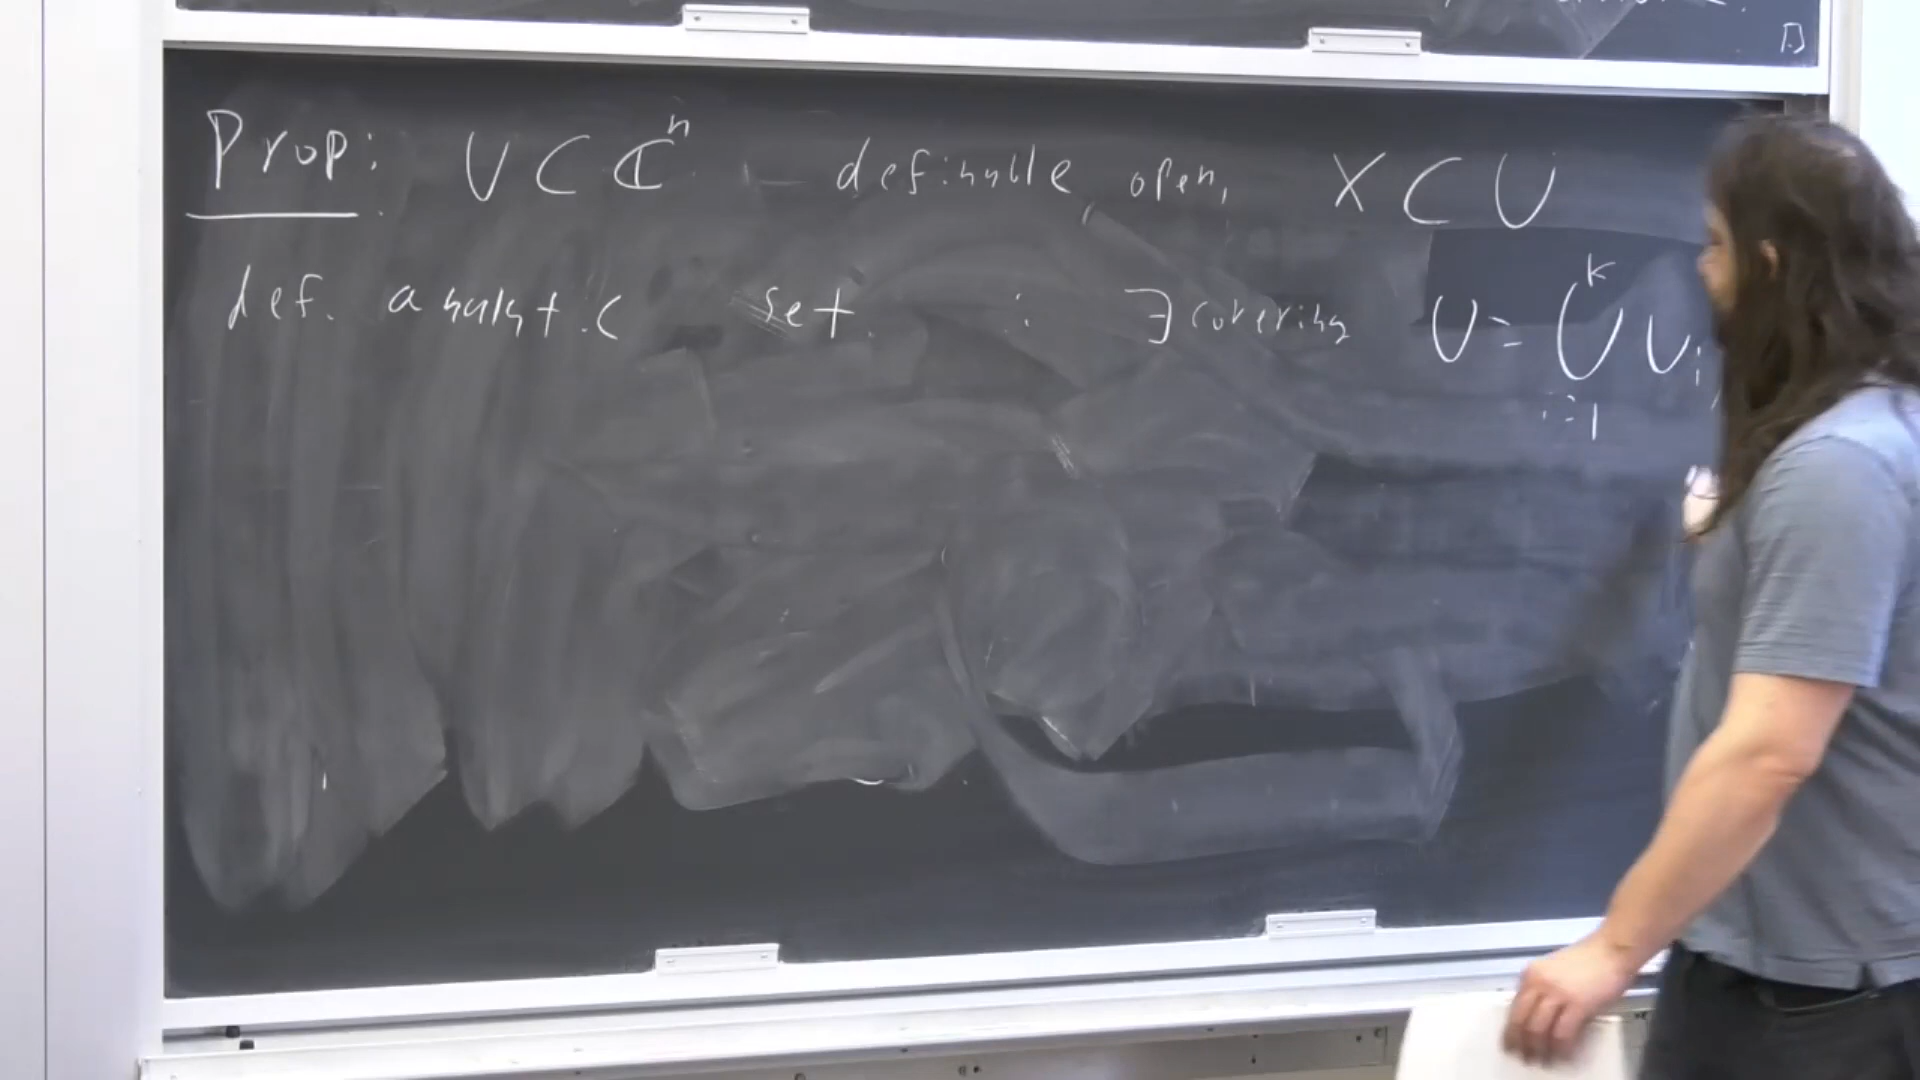 Prop: U ⊂ ℂⁿ — definable open, X ⊂ U
def. analytic set : ∃ covering U = ⋃ᵢ₌₁ᵏ Uᵢ